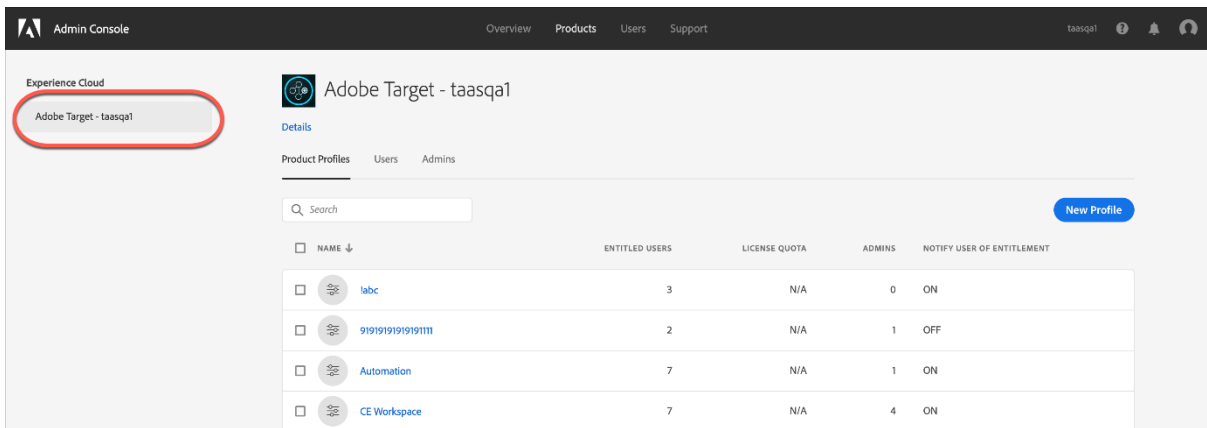 Admin Console Overview Products Users Support taasqa1
Experience Cloud
Adobe Target - taasqa1
Adobe Target - taasqa1
Details
Product Profiles Users Admins
Search
New Profile
NAME ENTITLED USERS LICENSE QUOTA ADMINS NOTIFY USER OF ENTITLEMENT
!abc 3 N/A 0 ON
91919191919191111 2 N/A 1 OFF
Automation 7 N/A 1 ON
CE Workspace 7 N/A 4 ON